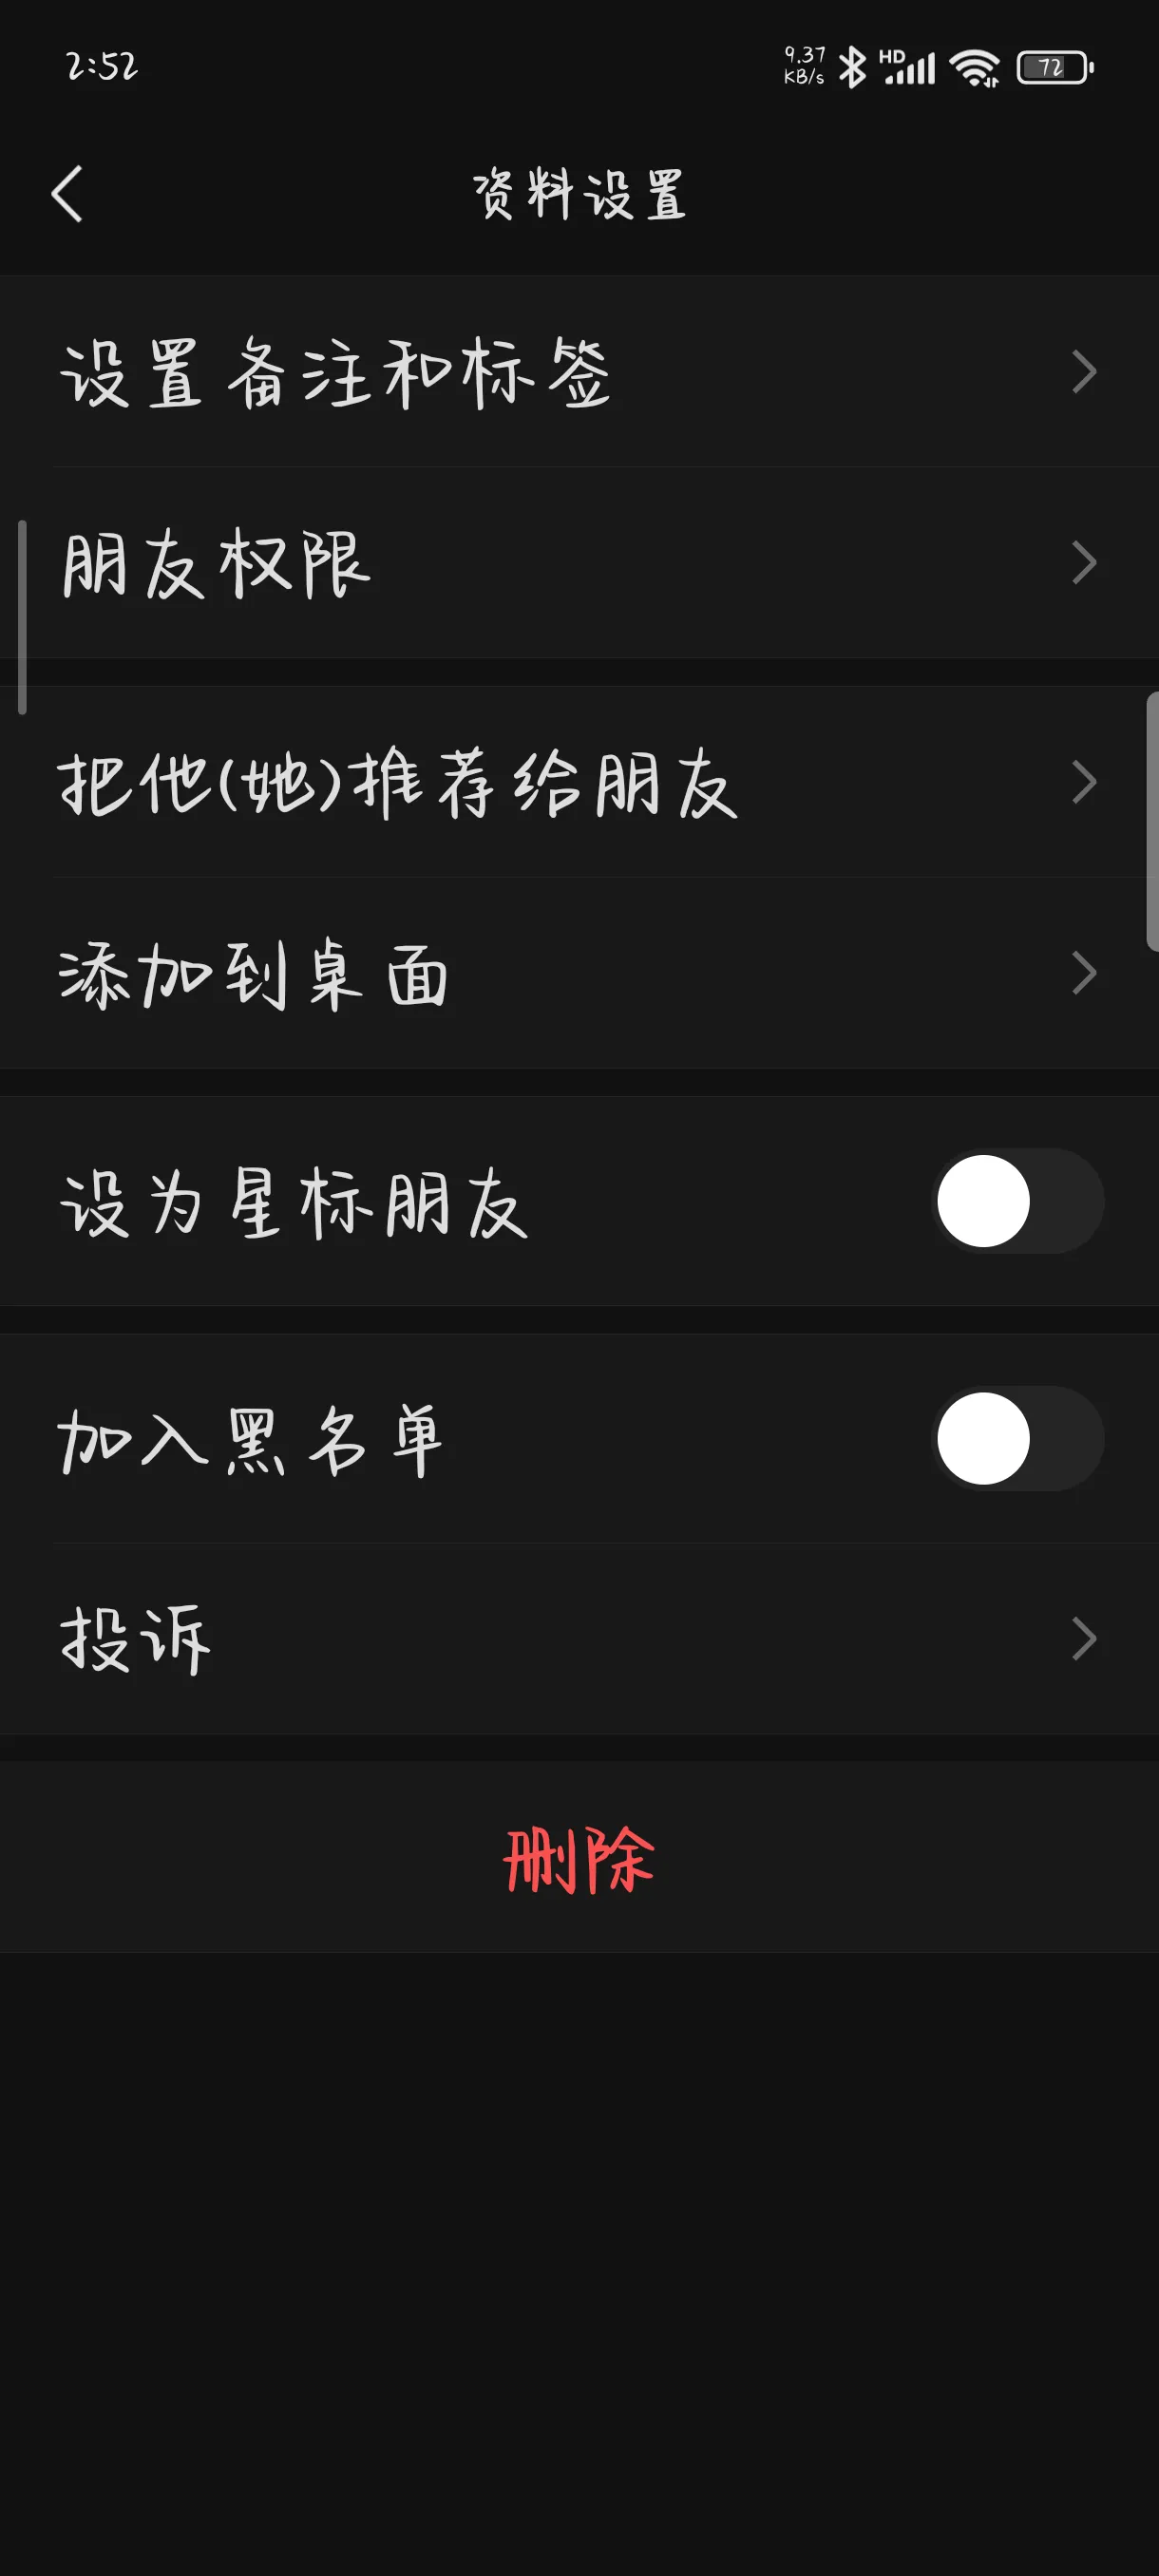 2:52
9.37
KB/s
HD
72
资料设置
设置备注和标签
朋友权限
把他(她)推荐给朋友
添加到桌面
设为星标朋友
加入黑名单
投诉
删除